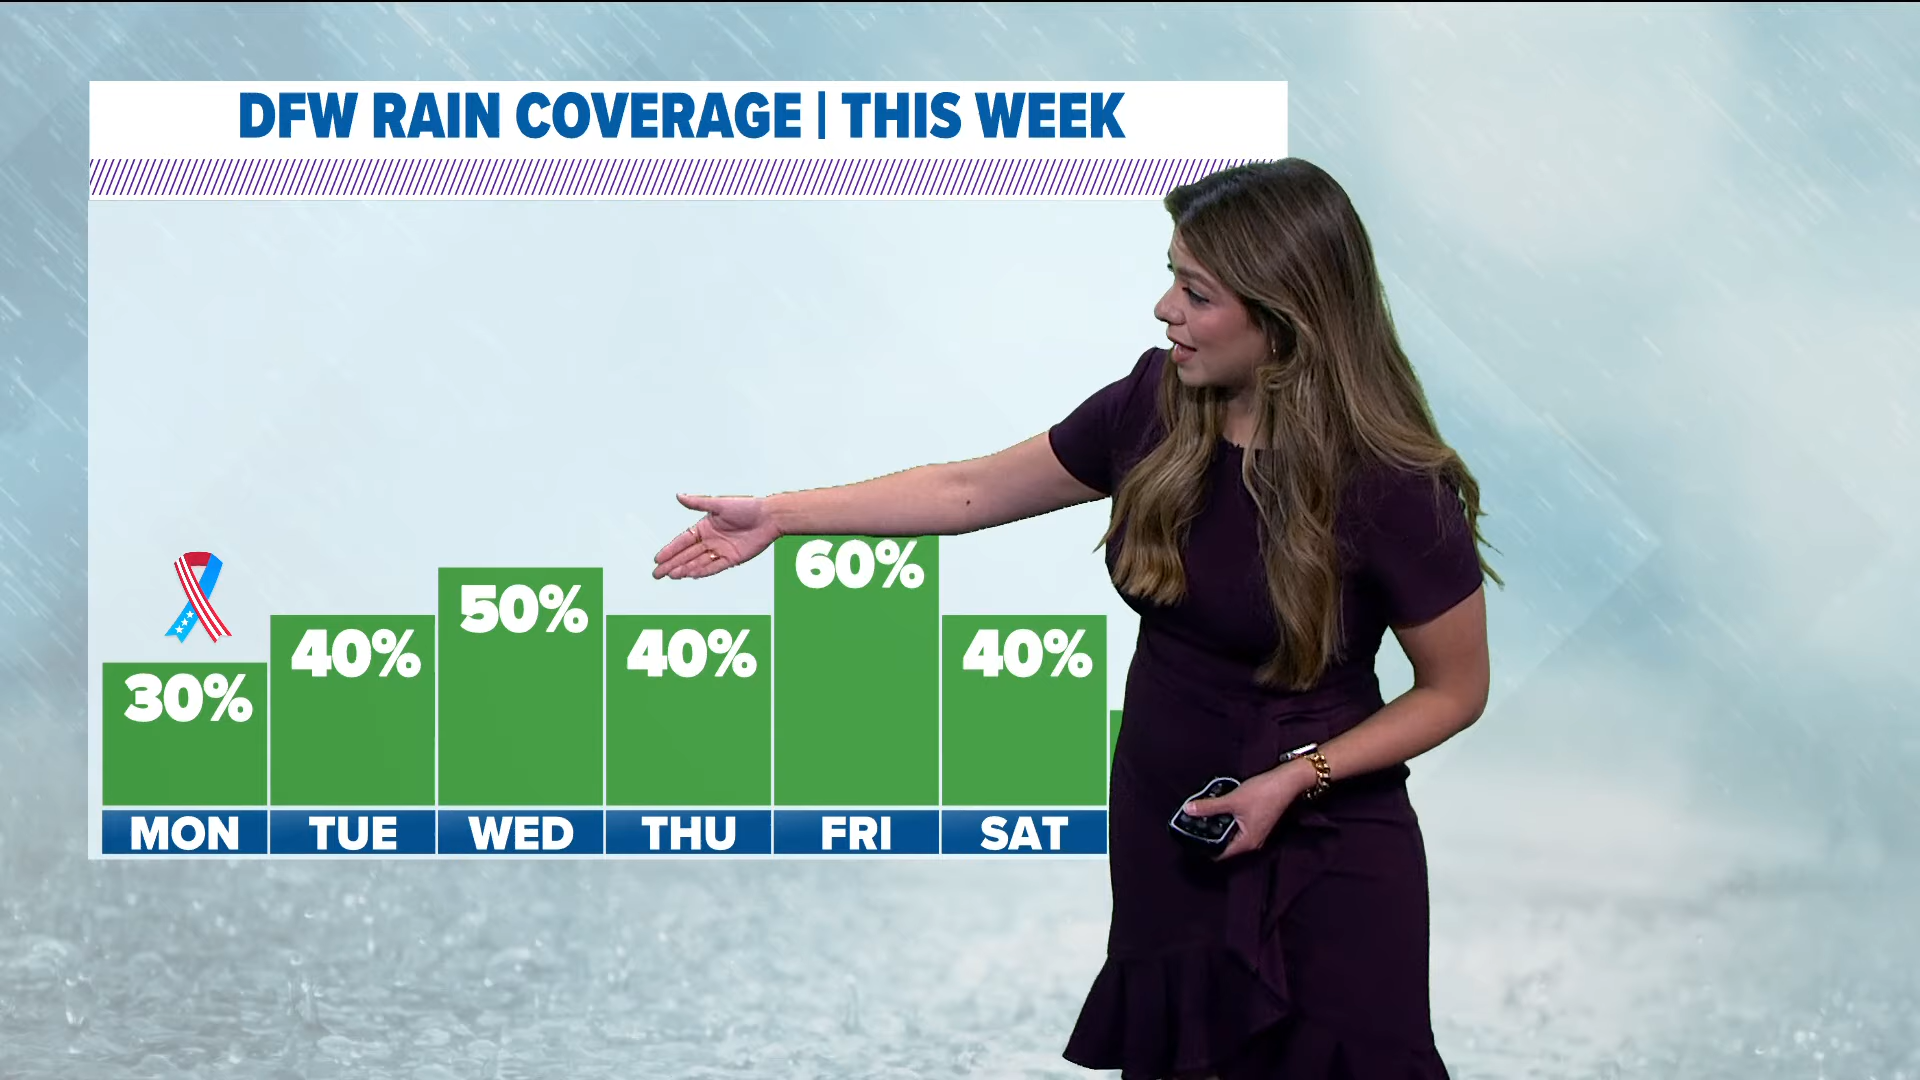 DFW RAIN COVERAGE | THIS WEEK
30% 40% 50% 40% 60% 40%
MON TUE WED THU FRI SAT